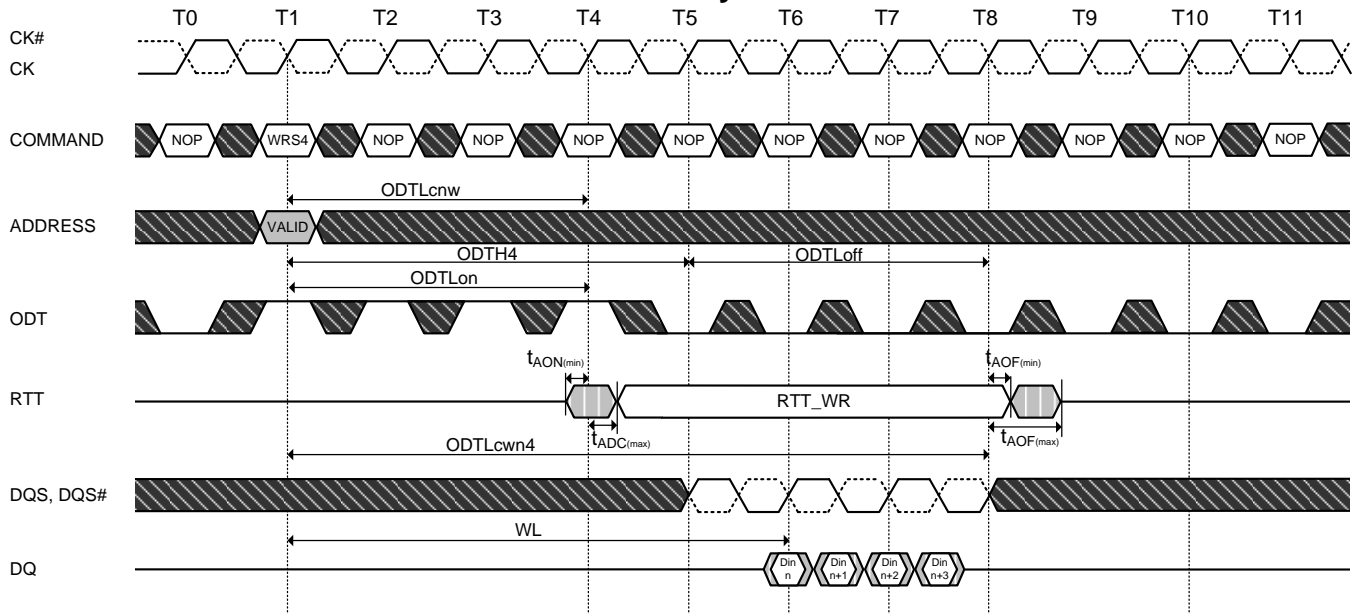 T0 T1 T2 T3 T4 T5 T6 T7 T8 T9 T10 T11
CK#
CK
COMMAND NOP WRS4 NOP NOP NOP NOP NOP NOP NOP NOP NOP NOP
ODTLcnw
ADDRESS VALID
ODTH4 ODTLoff
ODTLon
ODT
tAON(min) tAOF(min)
RTT RTT_WR
tADC(max) tAOF(max)
ODTLcwn4
DQS, DQS#
WL
DQ Din n Din n+1 Din n+2 Din n+3